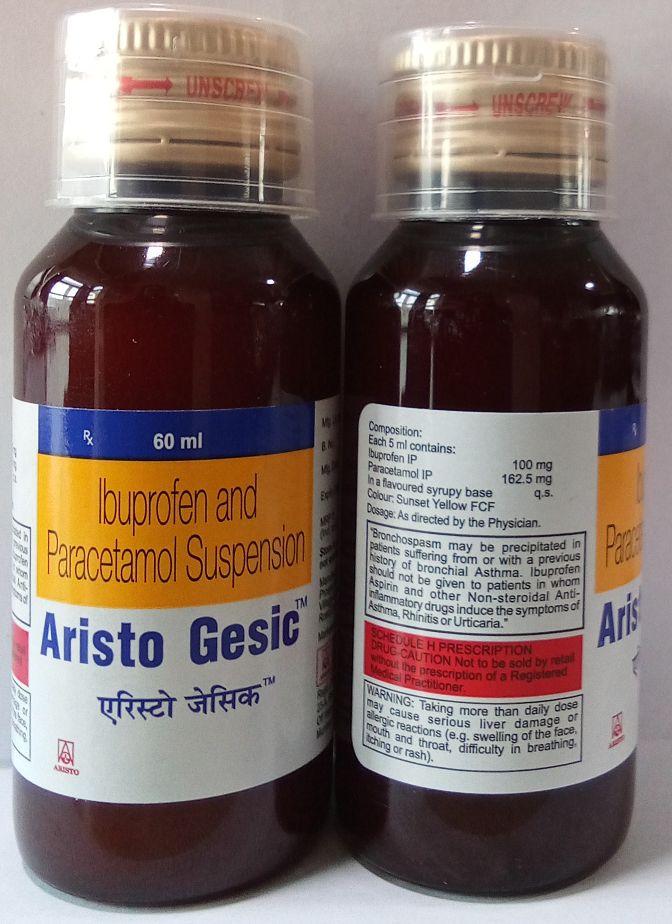 UNSCREW
Rx
60 ml
Ibuprofen and
Paracetamol Suspension
Aristo Gesic™
एरिस्टो जेसिक™
ARISTO
UNSCREW
Composition:
Each 5 ml contains:
Ibuprofen IP 100 mg
Paracetamol IP 162.5 mg
In a flavoured syrupy base q.s.
Colour: Sunset Yellow FCF
Dosage: As directed by the Physician.
"Bronchospasm may be precipitated in
patients suffering from or with a previous
history of bronchial Asthma. Ibuprofen
should not be given to patients in whom
Aspirin and other Non-steroidal Anti-
inflammatory drugs induce the symptoms of
Asthma, Rhinitis or Urticaria."
SCHEDULE H PRESCRIPTION
DRUG-CAUTION Not to be sold by retail
without the prescription of a Registered
Medical Practitioner.
WARNING: Taking more than daily dose
may cause serious liver damage or
allergic reactions (e.g. swelling of the face,
mouth and throat, difficulty in breathing,
itching or rash).
Rx
Ib
Parac
Aris